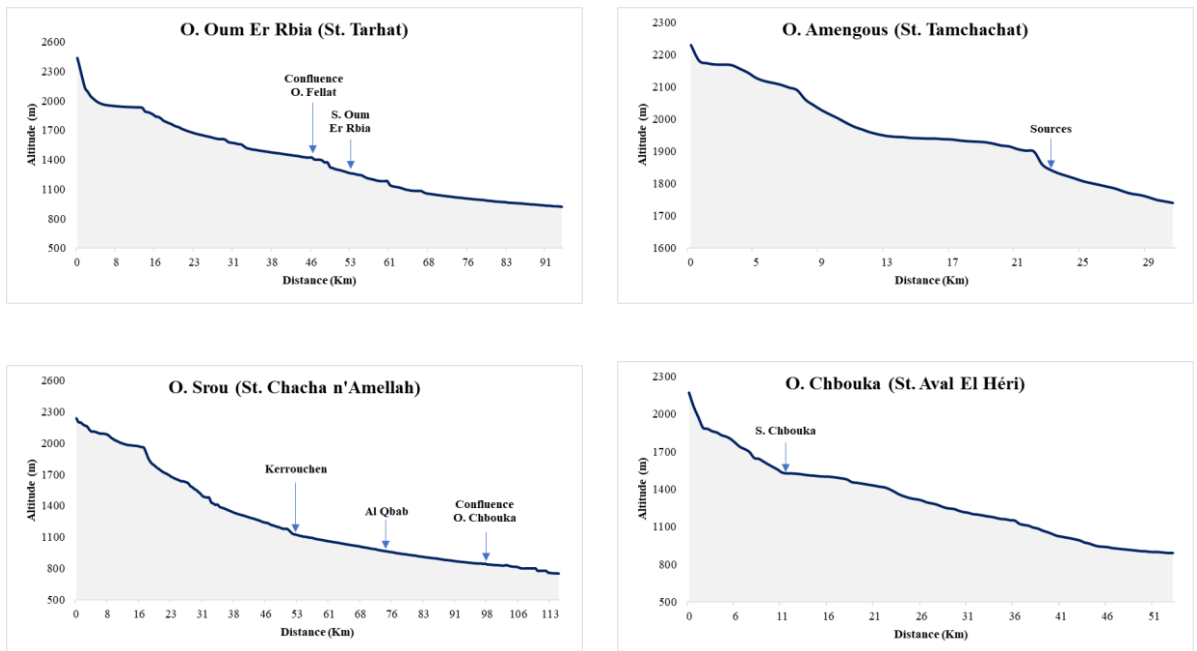 O. Oum Er Rbia (St. Tarhat)
2600
2300
2000
1700
1400
1100
800
500
Altitude (m)
Confluence
O. Fellat
S. Oum
Er Rbia
0 8 16 23 31 38 46 53 61 68 76 83 91
Distance (Km)
O. Amengous (St. Tamchachat)
2300
2200
2100
2000
1900
1800
1700
1600
Altitude (m)
Sources
0 5 9 13 17 21 25 29
Distance (Km)
O. Srou (St. Chacha n'Amellah)
2600
2300
2000
1700
1400
1100
800
500
Altitude (m)
Kerrouchen
Al Qbab
Confluence
O. Chbouka
0 8 16 23 31 38 46 53 61 68 76 83 91 98 106 113
Distance (Km)
O. Chbouka (St. Aval El Héri)
2300
2000
1700
1400
1100
800
500
Altitude (m)
S. Chbouka
0 6 11 16 21 26 31 36 41 46 51
Distance (Km)